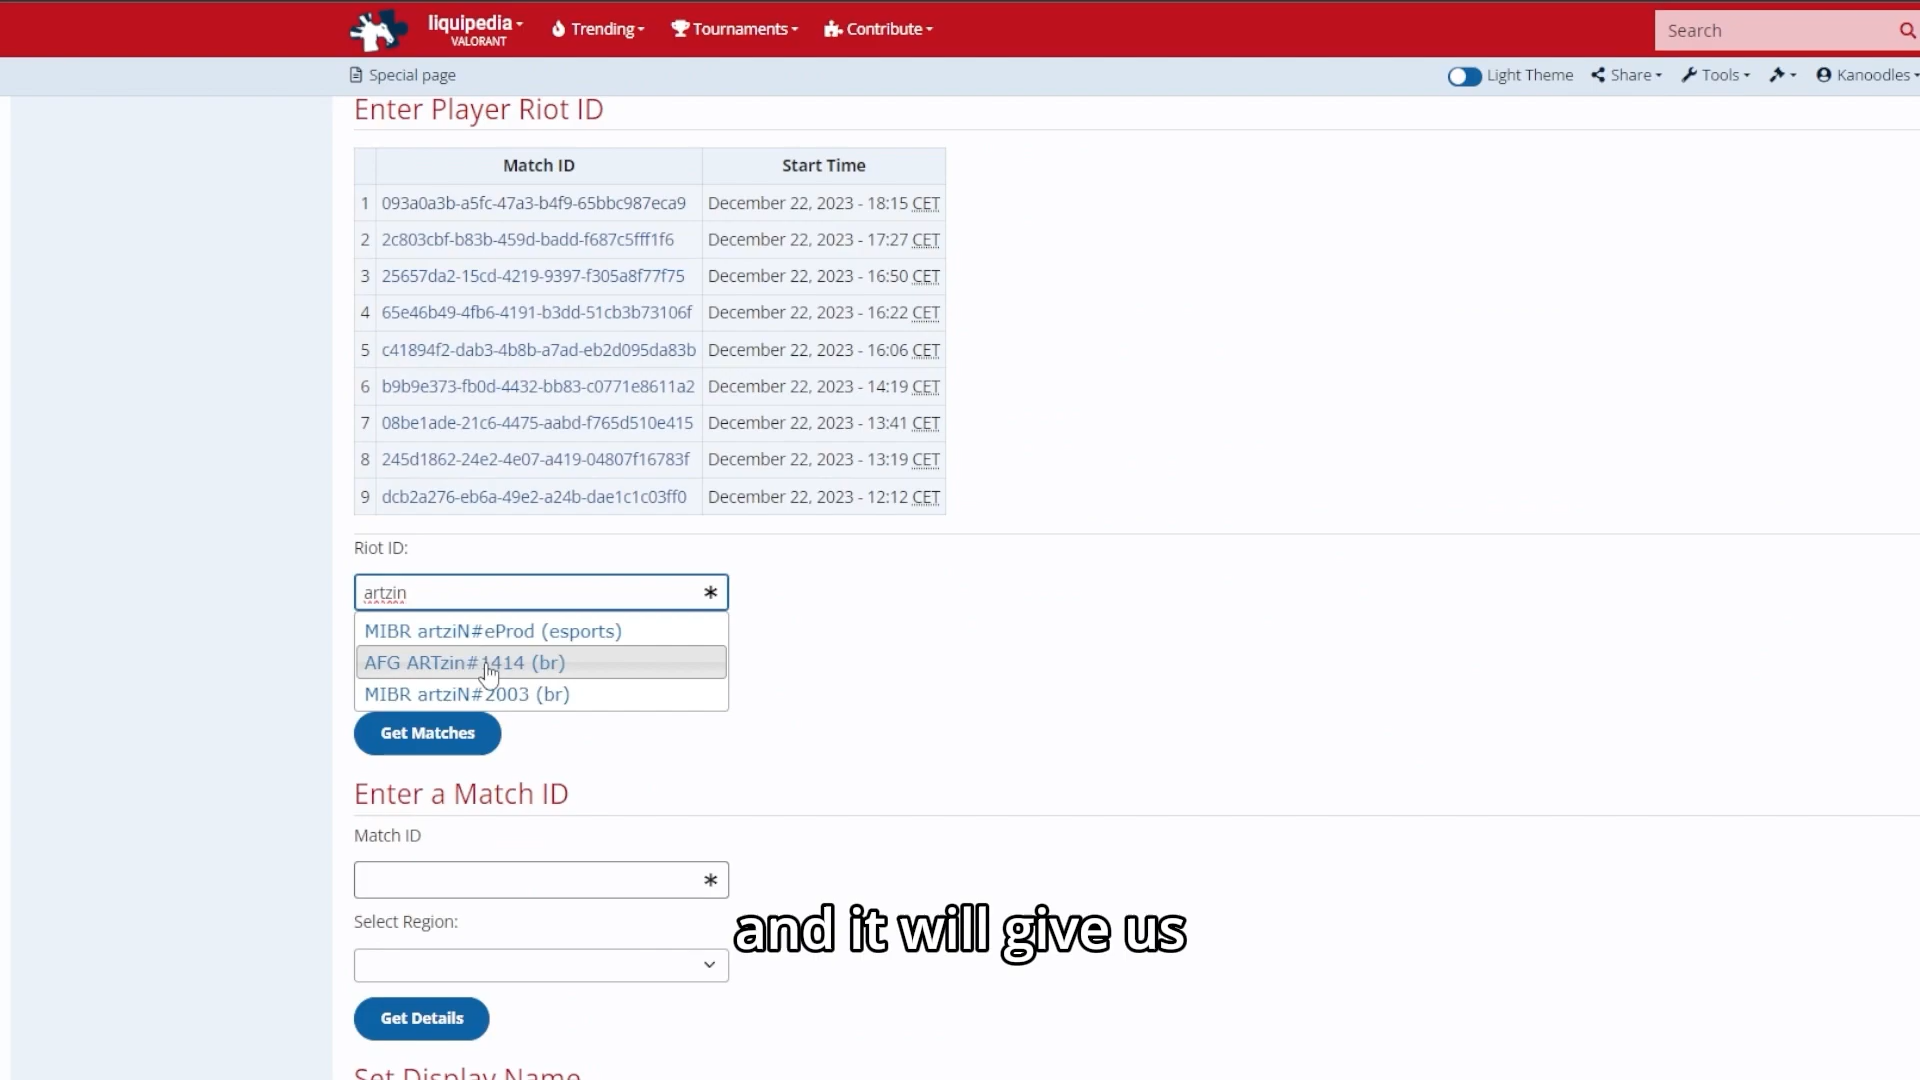 liquipedia
VALORANT
Trending
Tournaments
Contribute
Search
Special page
Light Theme
Share
Tools
Kanoodles
Enter Player Riot ID
Match ID Start Time
1 093a0a3b-a5fc-47a3-b4f9-65bbc987eca9 December 22, 2023 - 18:15 CET
2 2c803cbf-b83b-459d-badd-f687c5fff1f6 December 22, 2023 - 17:27 CET
3 25657da2-15cd-4219-9397-f305a8f77f75 December 22, 2023 - 16:50 CET
4 65e46b49-4fb6-4191-b3dd-51cb3b73106f December 22, 2023 - 16:22 CET
5 c41894f2-dab3-4b8b-a7ad-eb2d095da83b December 22, 2023 - 16:06 CET
6 b9b9e373-fb0d-4432-bb83-c0771e8611a2 December 22, 2023 - 14:19 CET
7 08be1ade-21c6-4475-aabd-f765d510e415 December 22, 2023 - 13:41 CET
8 245d1862-24e2-4e07-a419-04807f16783f December 22, 2023 - 13:19 CET
9 dcb2a276-eb6a-49e2-a24b-dae1c1c03ff0 December 22, 2023 - 12:12 CET
Riot ID:
artzin *
MIBR artziN#eProd (esports)
AFG ARTzin#1414 (br)
MIBR artziN#2003 (br)
Get Matches
Enter a Match ID
Match ID
*
Select Region:
and it will give us
Get Details
Set Display Name